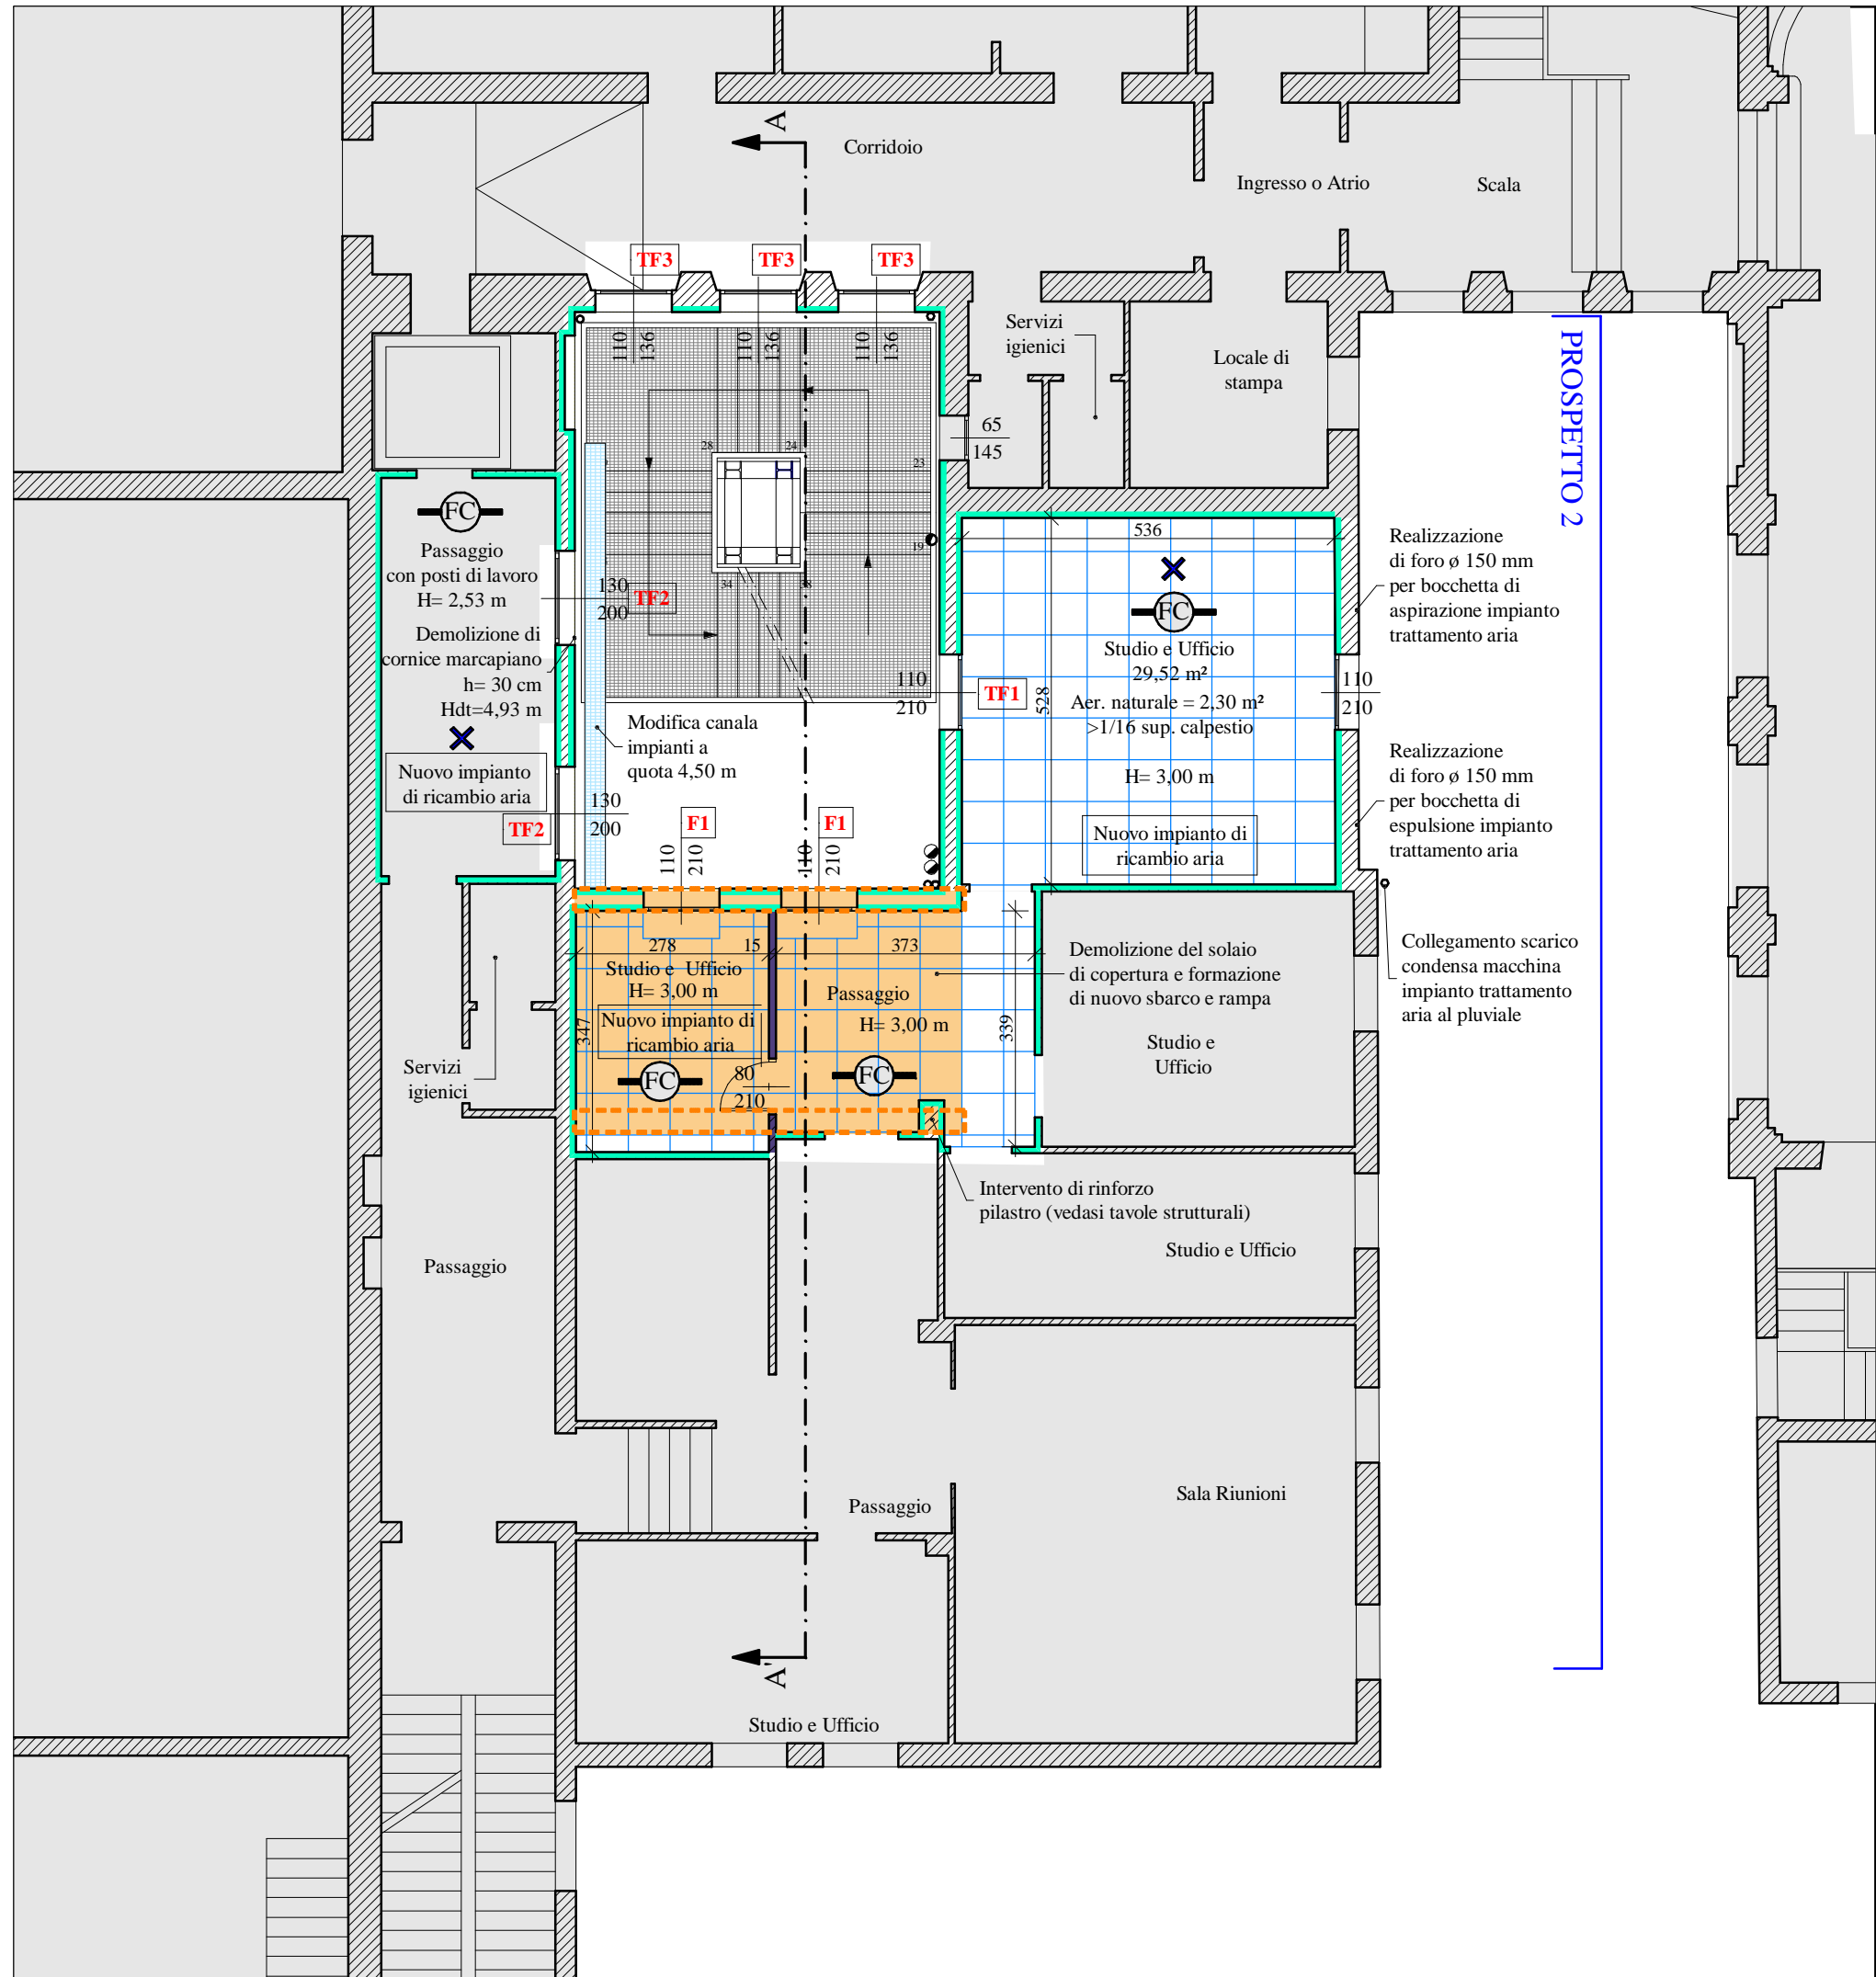 A
Corridoio
Ingresso o Atrio
Scala
TF3
TF3
TF3
110
136
110
136
110
136
Servizi
igienici
Locale di
stampa
PROSPETTO 2
65
145
28
24
23
19
34
FC
Passaggio
con posti di lavoro
H= 2,53 m
Demolizione di
cornice marcapiano
h= 30 cm
Hdt=4,93 m
Nuovo impianto
di ricambio aria
130
200
TF2
130
200
TF2
Modifica canala
impianti a
quota 4,50 m
110
210
TF1
536
528
FC
Studio e Ufficio
29,52 m²
Aer. naturale = 2,30 m²
>1/16 sup. calpestio
H= 3,00 m
Nuovo impianto di
ricambio aria
110
210
Realizzazione
di foro ø 150 mm
per bocchetta di
aspirazione impianto
trattamento aria
Realizzazione
di foro ø 150 mm
per bocchetta di
espulsione impianto
trattamento aria
Collegamento scarico
condensa macchina
impianto trattamento
aria al pluviale
F1
110
210
F1
110
210
278
15
373
347
339
Studio e Ufficio
H= 3,00 m
Nuovo impianto di
ricambio aria
FC
80
210
Passaggio
H= 3,00 m
FC
Demolizione del solaio
di copertura e formazione
di nuovo sbarco e rampa
Studio e
Ufficio
Servizi
igienici
Intervento di rinforzo
pilastro (vedasi tavole strutturali)
Studio e Ufficio
Passaggio
Sala Riunioni
Passaggio
A'
Studio e Ufficio